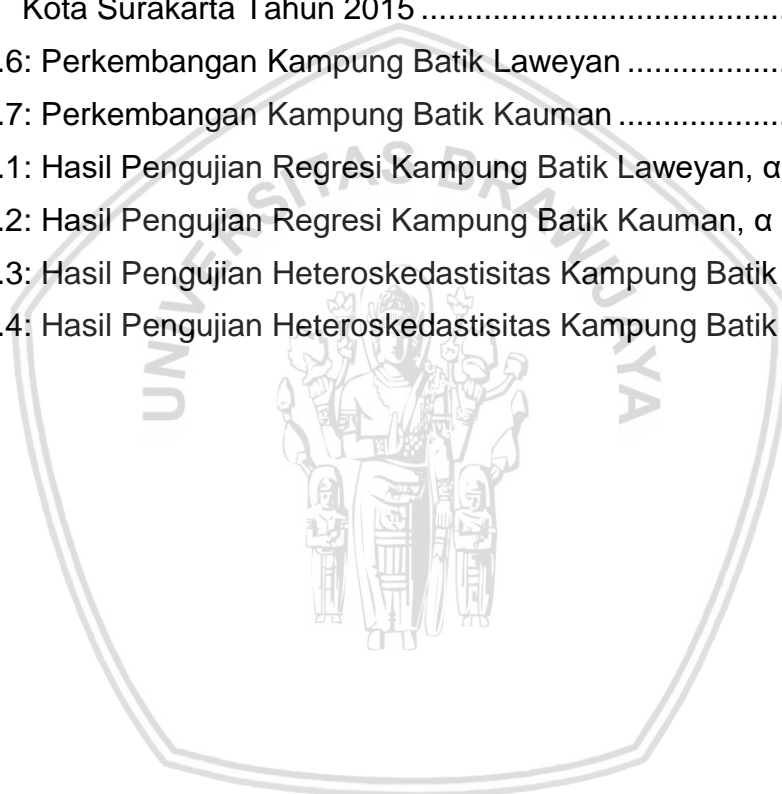 Kota Surakarta Tahun 2015 ........................................
.6: Perkembangan Kampung Batik Laweyan .................
.7: Perkembangan Kampung Batik Kauman ..................
.1: Hasil Pengujian Regresi Kampung Batik Laweyan, α
.2: Hasil Pengujian Regresi Kampung Batik Kauman, α
.3: Hasil Pengujian Heteroskedastisitas Kampung Batik
.4: Hasil Pengujian Heteroskedastisitas Kampung Batik
UNIVERSITAS BRAWIJAYA